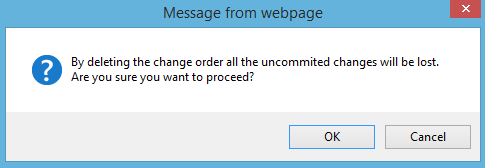 Message from webpage
By deleting the change order all the uncommited changes will be lost.
Are you sure you want to proceed?
OK
Cancel